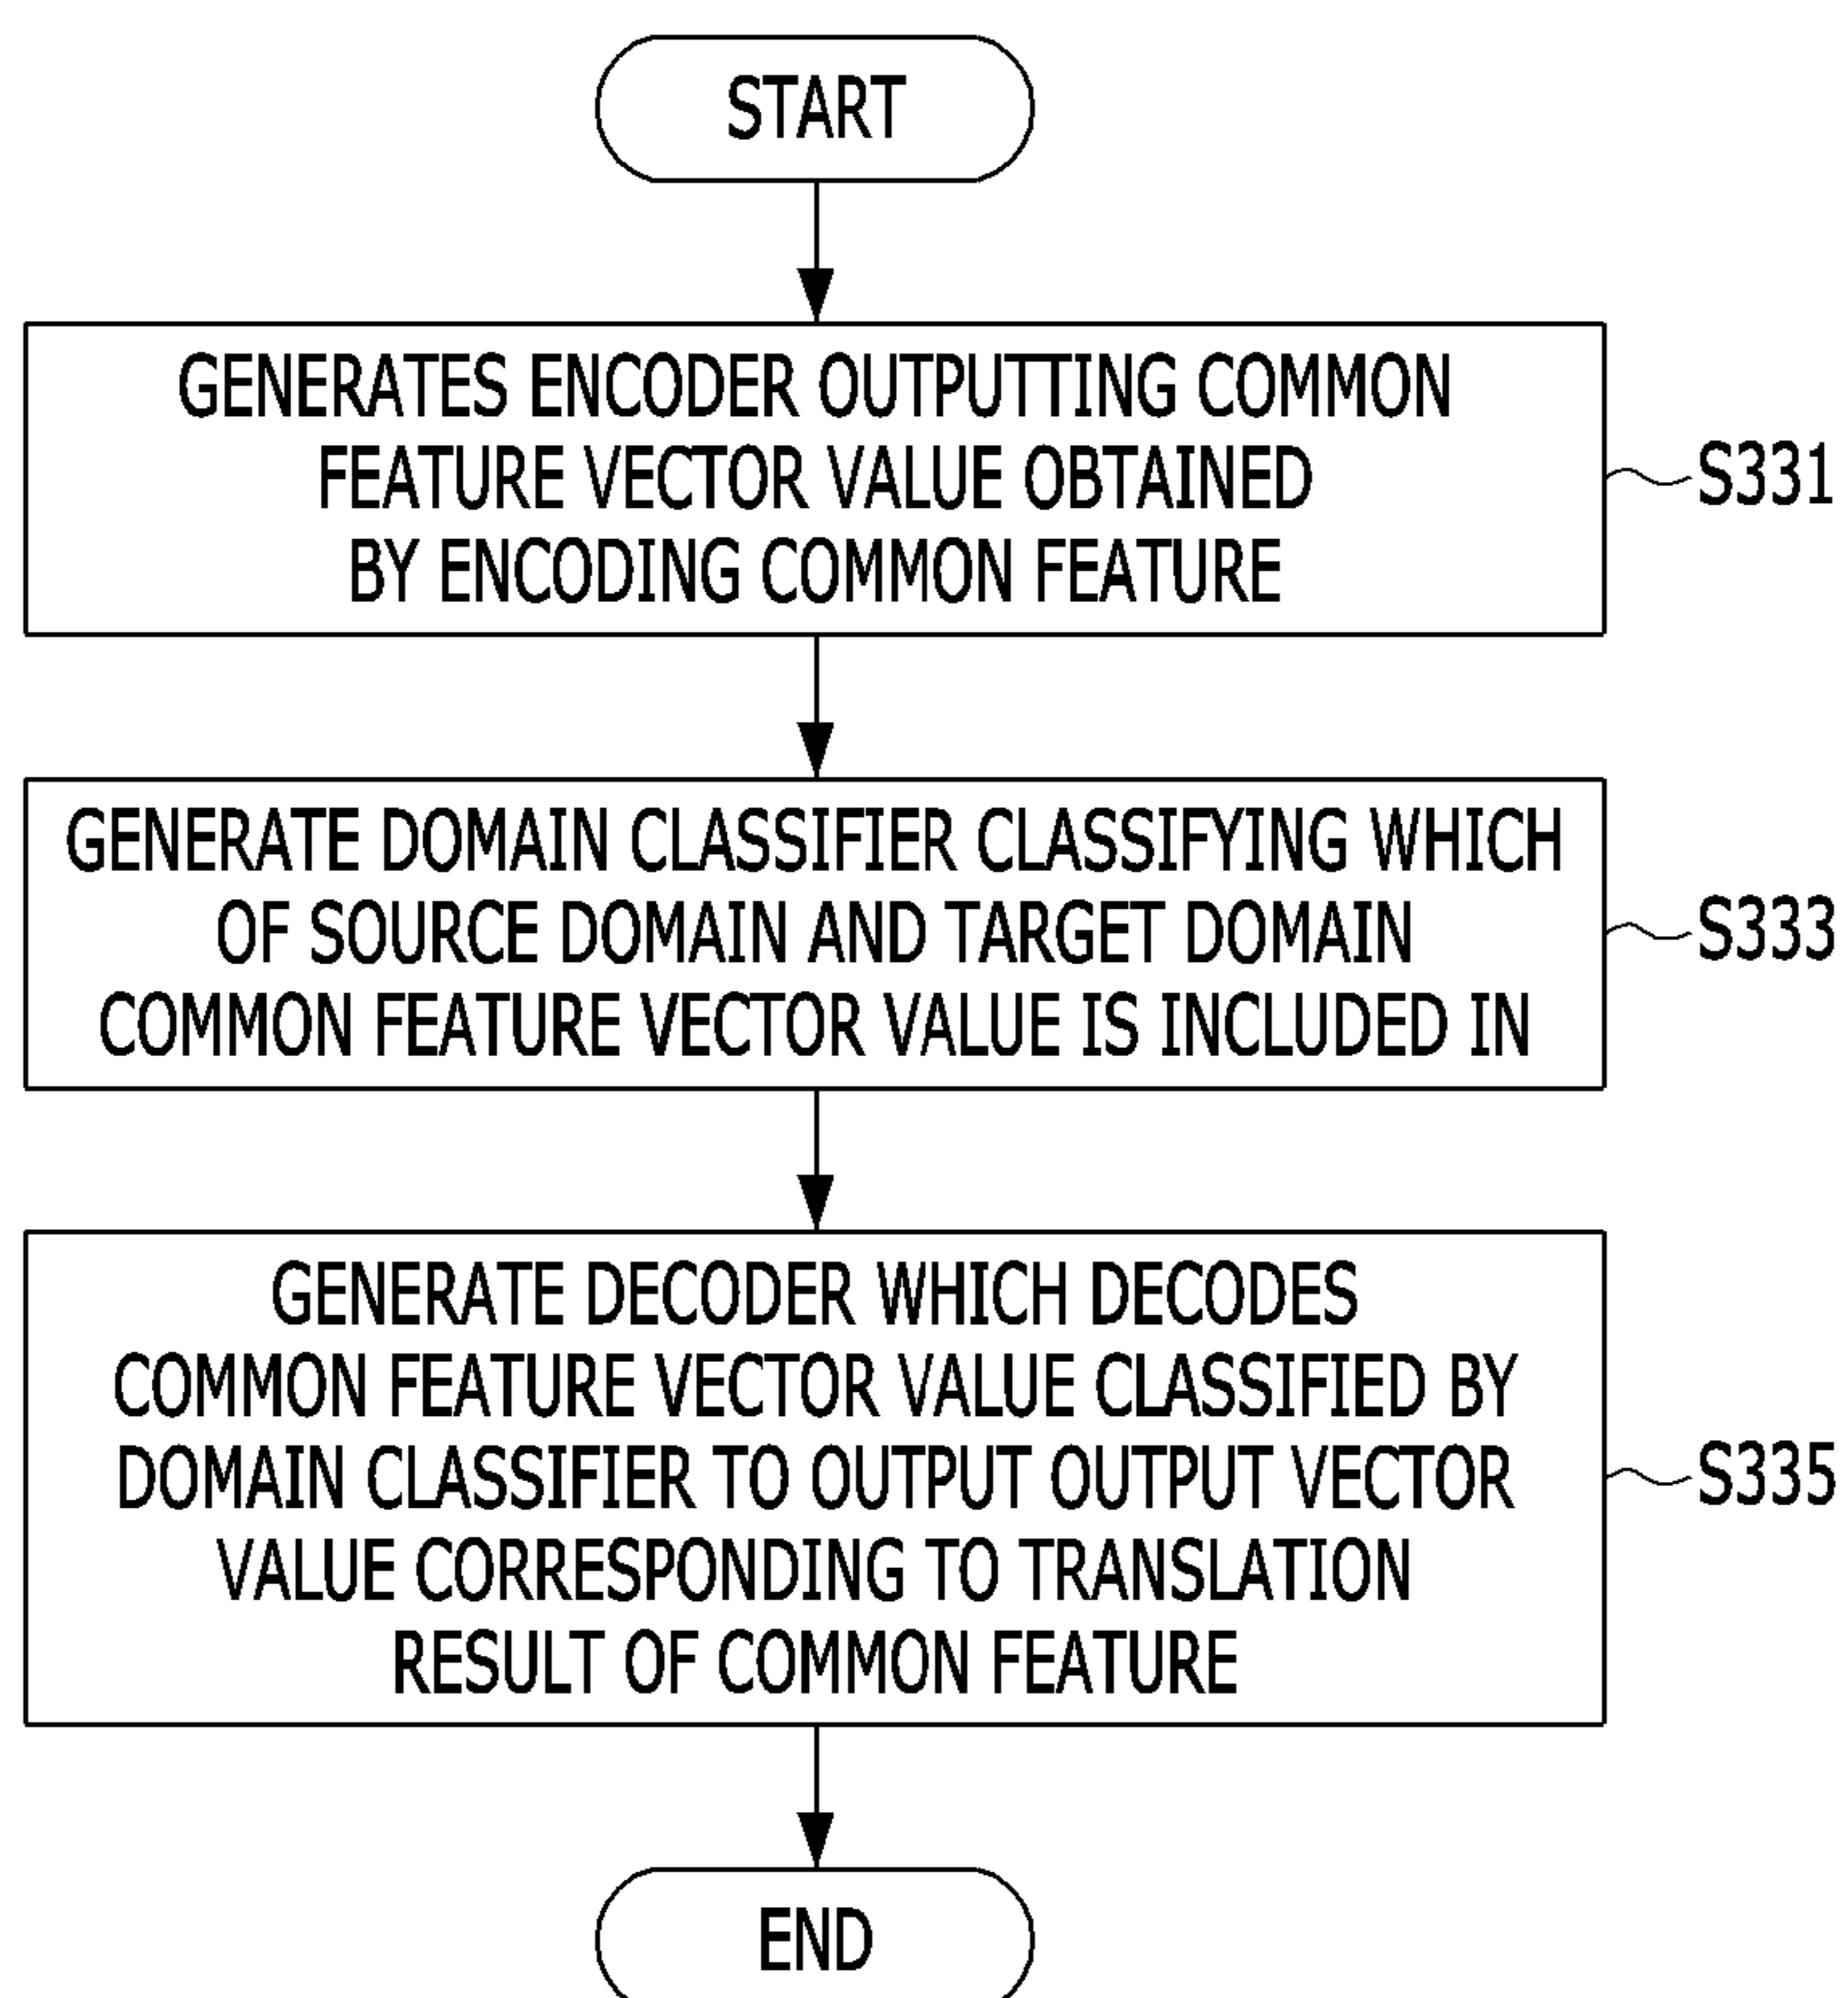 START
GENERATES ENCODER OUTPUTTING COMMON
FEATURE VECTOR VALUE OBTAINED
BY ENCODING COMMON FEATURE
S331
GENERATE DOMAIN CLASSIFIER CLASSIFYING WHICH
OF SOURCE DOMAIN AND TARGET DOMAIN
COMMON FEATURE VECTOR VALUE IS INCLUDED IN
S333
GENERATE DECODER WHICH DECODES
COMMON FEATURE VECTOR VALUE CLASSIFIED BY
DOMAIN CLASSIFIER TO OUTPUT OUTPUT VECTOR
VALUE CORRESPONDING TO TRANSLATION
RESULT OF COMMON FEATURE
S335
END